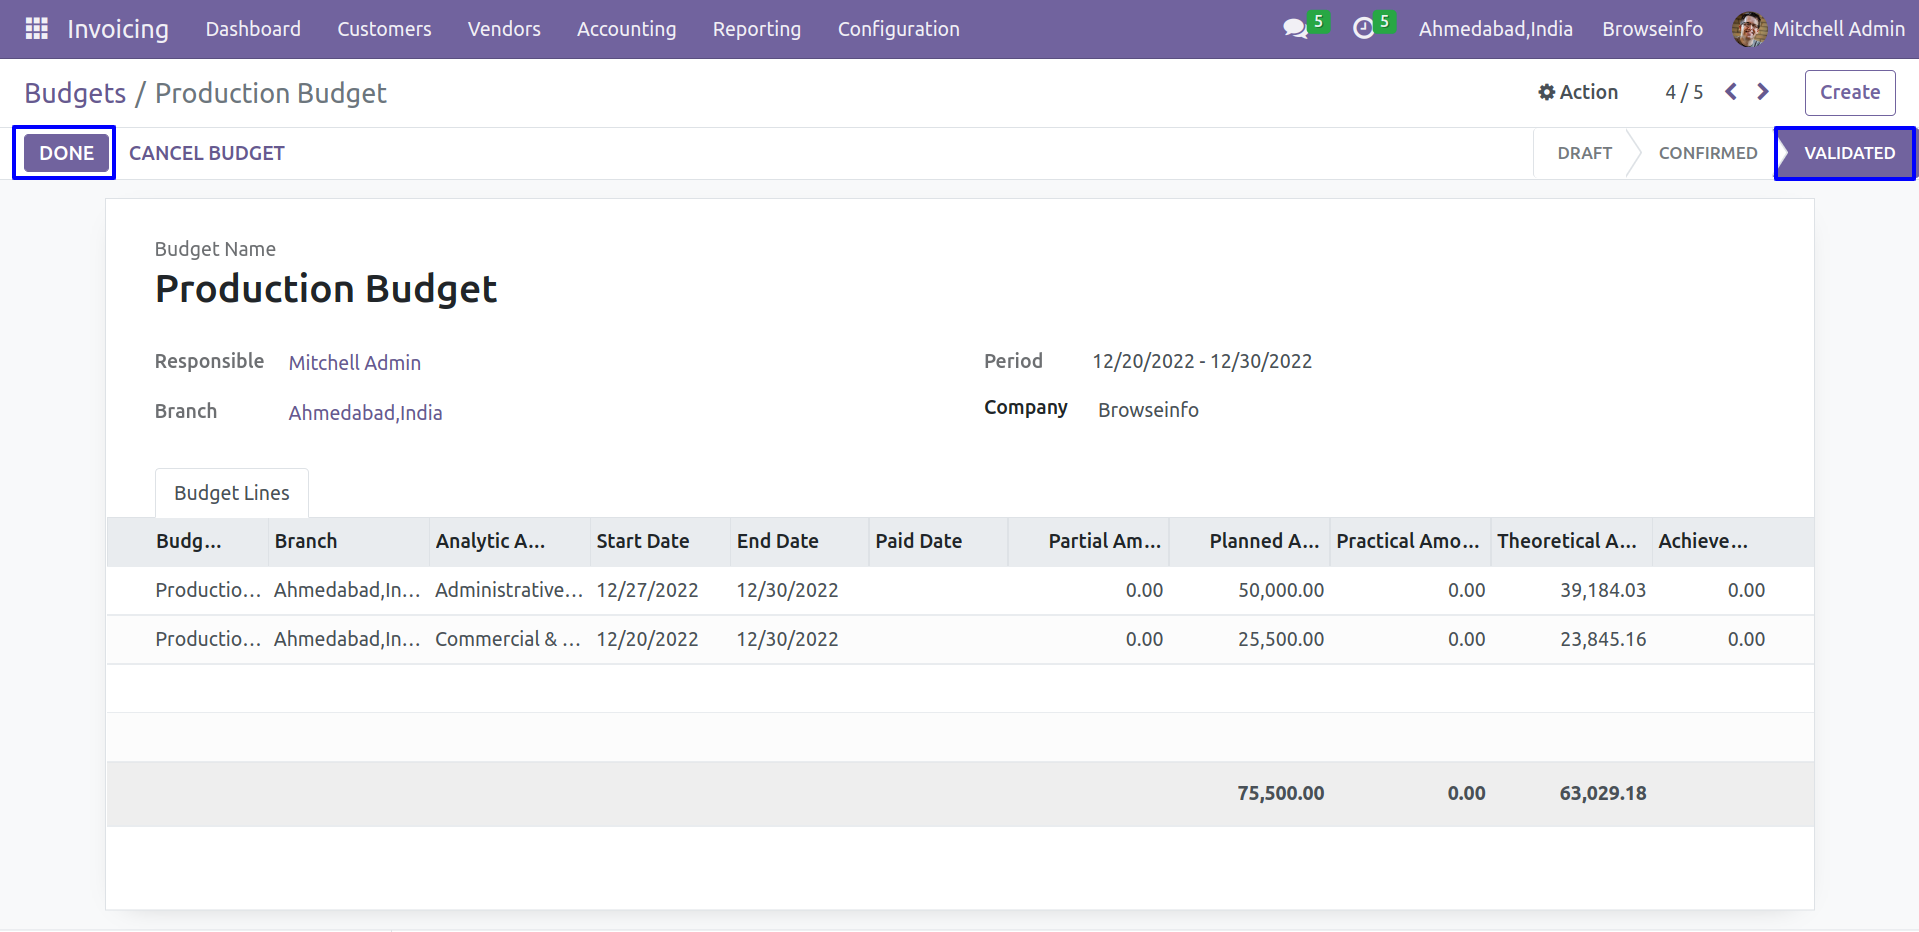 Invoicing Dashboard Customers Vendors Accounting Reporting Configuration 5 5 Ahmedabad,India Browseinfo Mitchell Admin
Budgets / Production Budget Action 4 / 5 Create
DONE CANCEL BUDGET DRAFT CONFIRMED VALIDATED
Budget Name
Production Budget
Responsible Mitchell Admin Period 12/20/2022 - 12/30/2022
Branch Ahmedabad,India Company Browseinfo
Budget Lines
Budg... Branch Analytic A... Start Date End Date Paid Date Partial Am... Planned A... Practical Amo... Theoretical A... Achieve...
Productio... Ahmedabad,In... Administrative... 12/27/2022 12/30/2022 0.00 50,000.00 0.00 39,184.03 0.00
Productio... Ahmedabad,In... Commercial & ... 12/20/2022 12/30/2022 0.00 25,500.00 0.00 23,845.16 0.00
75,500.00 0.00 63,029.18